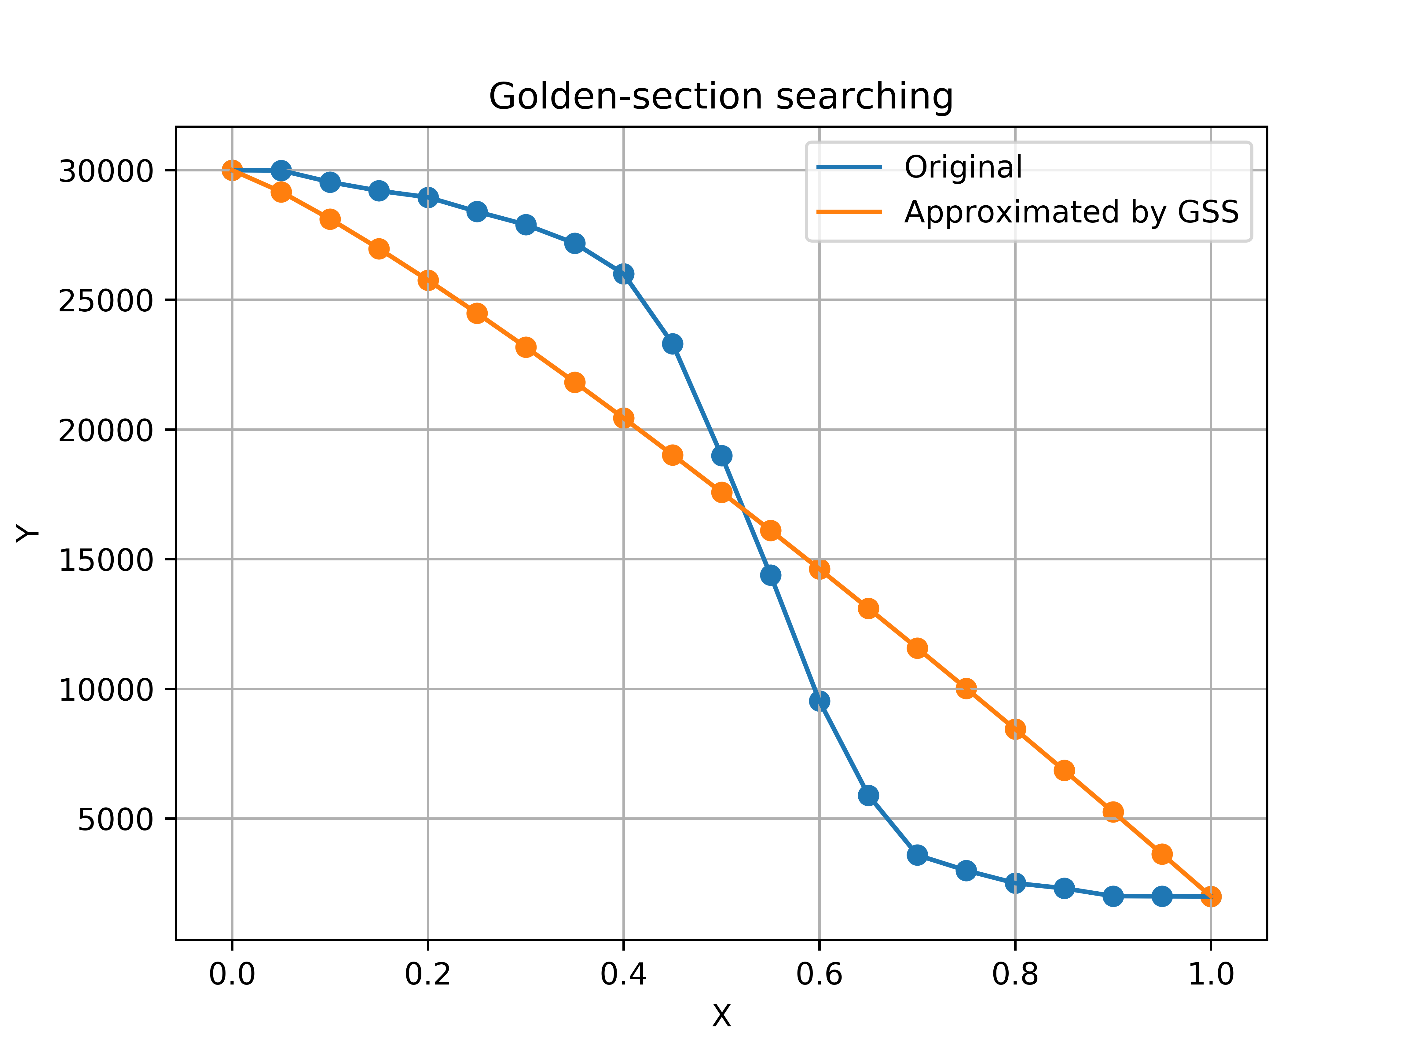 Golden-section searching
Original
Approximated by GSS
30000
25000
20000
15000
10000
5000
Y
0.0 0.2 0.4 0.6 0.8 1.0
X